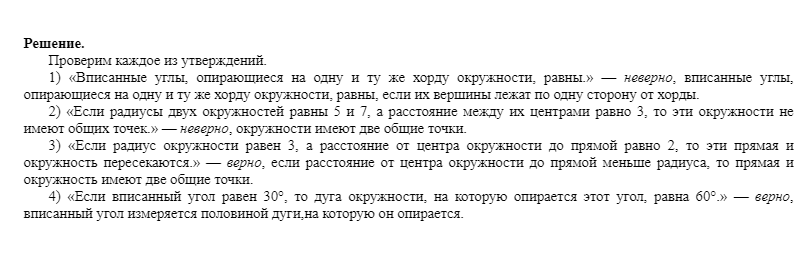 Решение.
Проверим каждое из утверждений.
1) «Вписанные углы, опирающиеся на одну и ту же хорду окружности, равны.» — неверно, вписанные углы,
опирающиеся на одну и ту же хорду окружности, равны, если их вершины лежат по одну сторону от хорды.
2) «Если радиусы двух окружностей равны 5 и 7, а расстояние между их центрами равно 3, то эти окружности не
имеют общих точек.» — неверно, окружности имеют две общие точки.
3) «Если радиус окружности равен 3, а расстояние от центра окружности до прямой равно 2, то эти прямая и
окружность пересекаются.» — верно, если расстояние от центра окружности до прямой меньше радиуса, то прямая и
окружность имеют две общие точки.
4) «Если вписанный угол равен 30°, то дуга окружности, на которую опирается этот угол, равна 60°.» — верно,
вписанный угол измеряется половиной дуги,на которую он опирается.